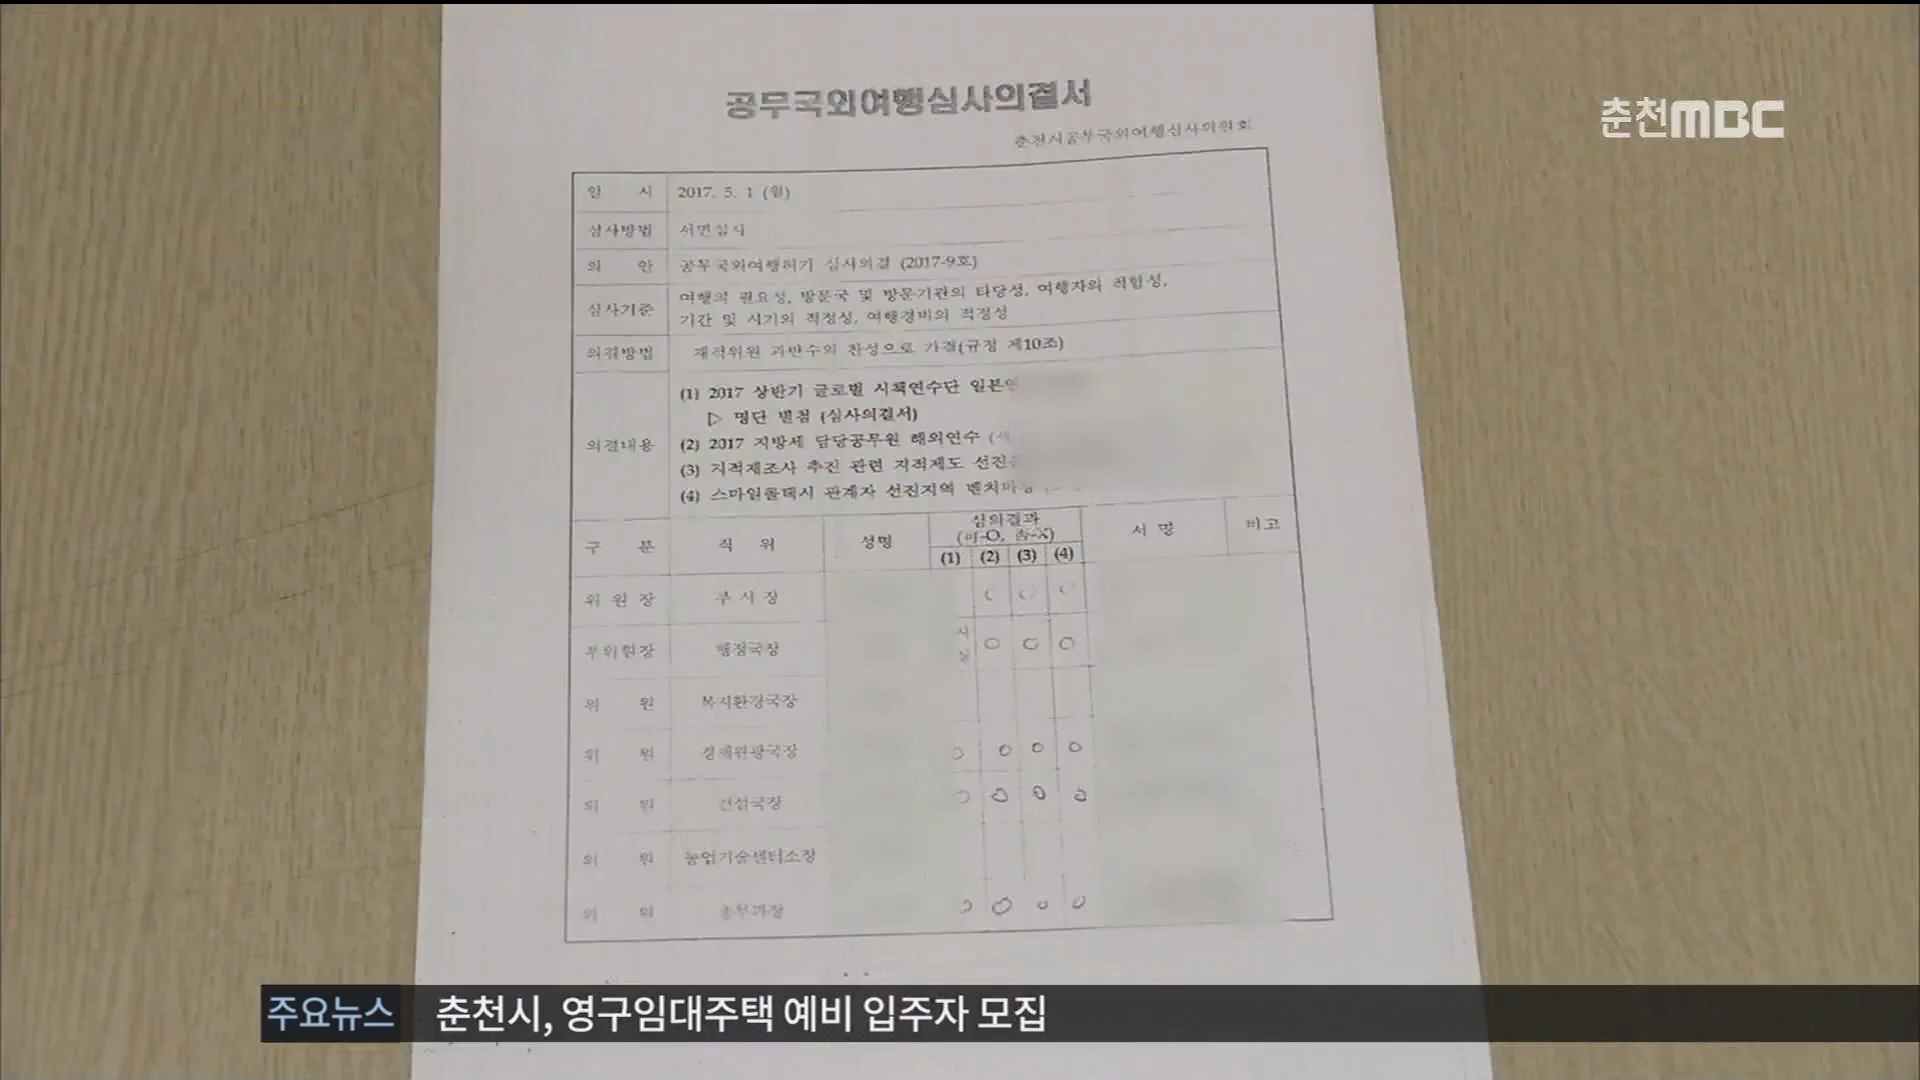 춘천MBC
공무국외여행심사의결서
춘천시공무국외여행심사위원회
일 시 2017. 5. 1 (월)
심사방법 서면심사
의 안 공무국외여행허가 심사의결 (2017-9호)
심사기준 여행의 필요성, 방문국 및 방문기관의 타당성, 여행자의 적합성,
기간 및 시기의 적정성, 여행경비의 적정성
의결방법 재적위원 과반수의 찬성으로 가결(규정 제10조)
의결내용
(1) 2017 상반기 글로벌 시책연수단 일본연
▷ 명단 별첨 (심사의결서)
(2) 2017 지방세 담당공무원 해외연수
(3) 지적재조사 추진 관련 지적제도 선진
(4) 스마일콜택시 관계자 선진지역 벤치마킹
구 분 직 위 성명 심의결과 서 명 비고
(가-O, 부-X)
(1) (2) (3) (4)
위 원 장 부 시 장 ○ ○ ○
부위원장 행정국장 ○ ○ ○
위 원 복지환경국장
위 원 경제관광국장 ○ ○ ○ ○
위 원 건설국장 ○ ○ ○ ○
위 원 농업기술센터소장
위 원 총무과장 ○ ○ ○ ○
주요뉴스 춘천시, 영구임대주택 예비 입주자 모집